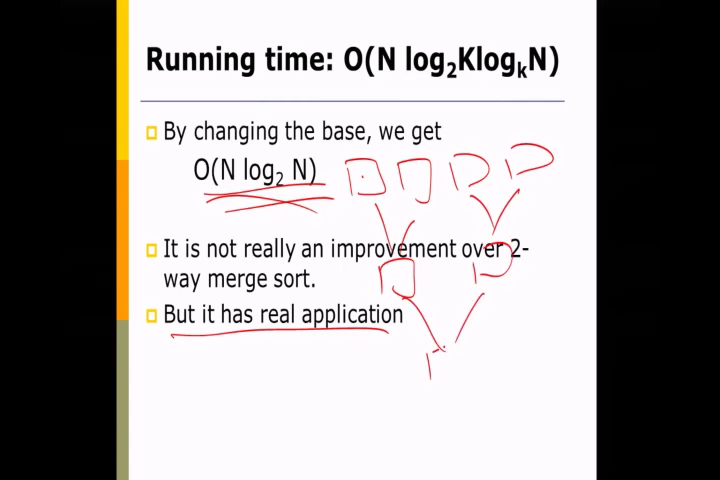 Running time: O(N log₂KlogₖN)
By changing the base, we get
O(N log₂ N)
It is not really an improvement over 2-
way merge sort.
But it has real application